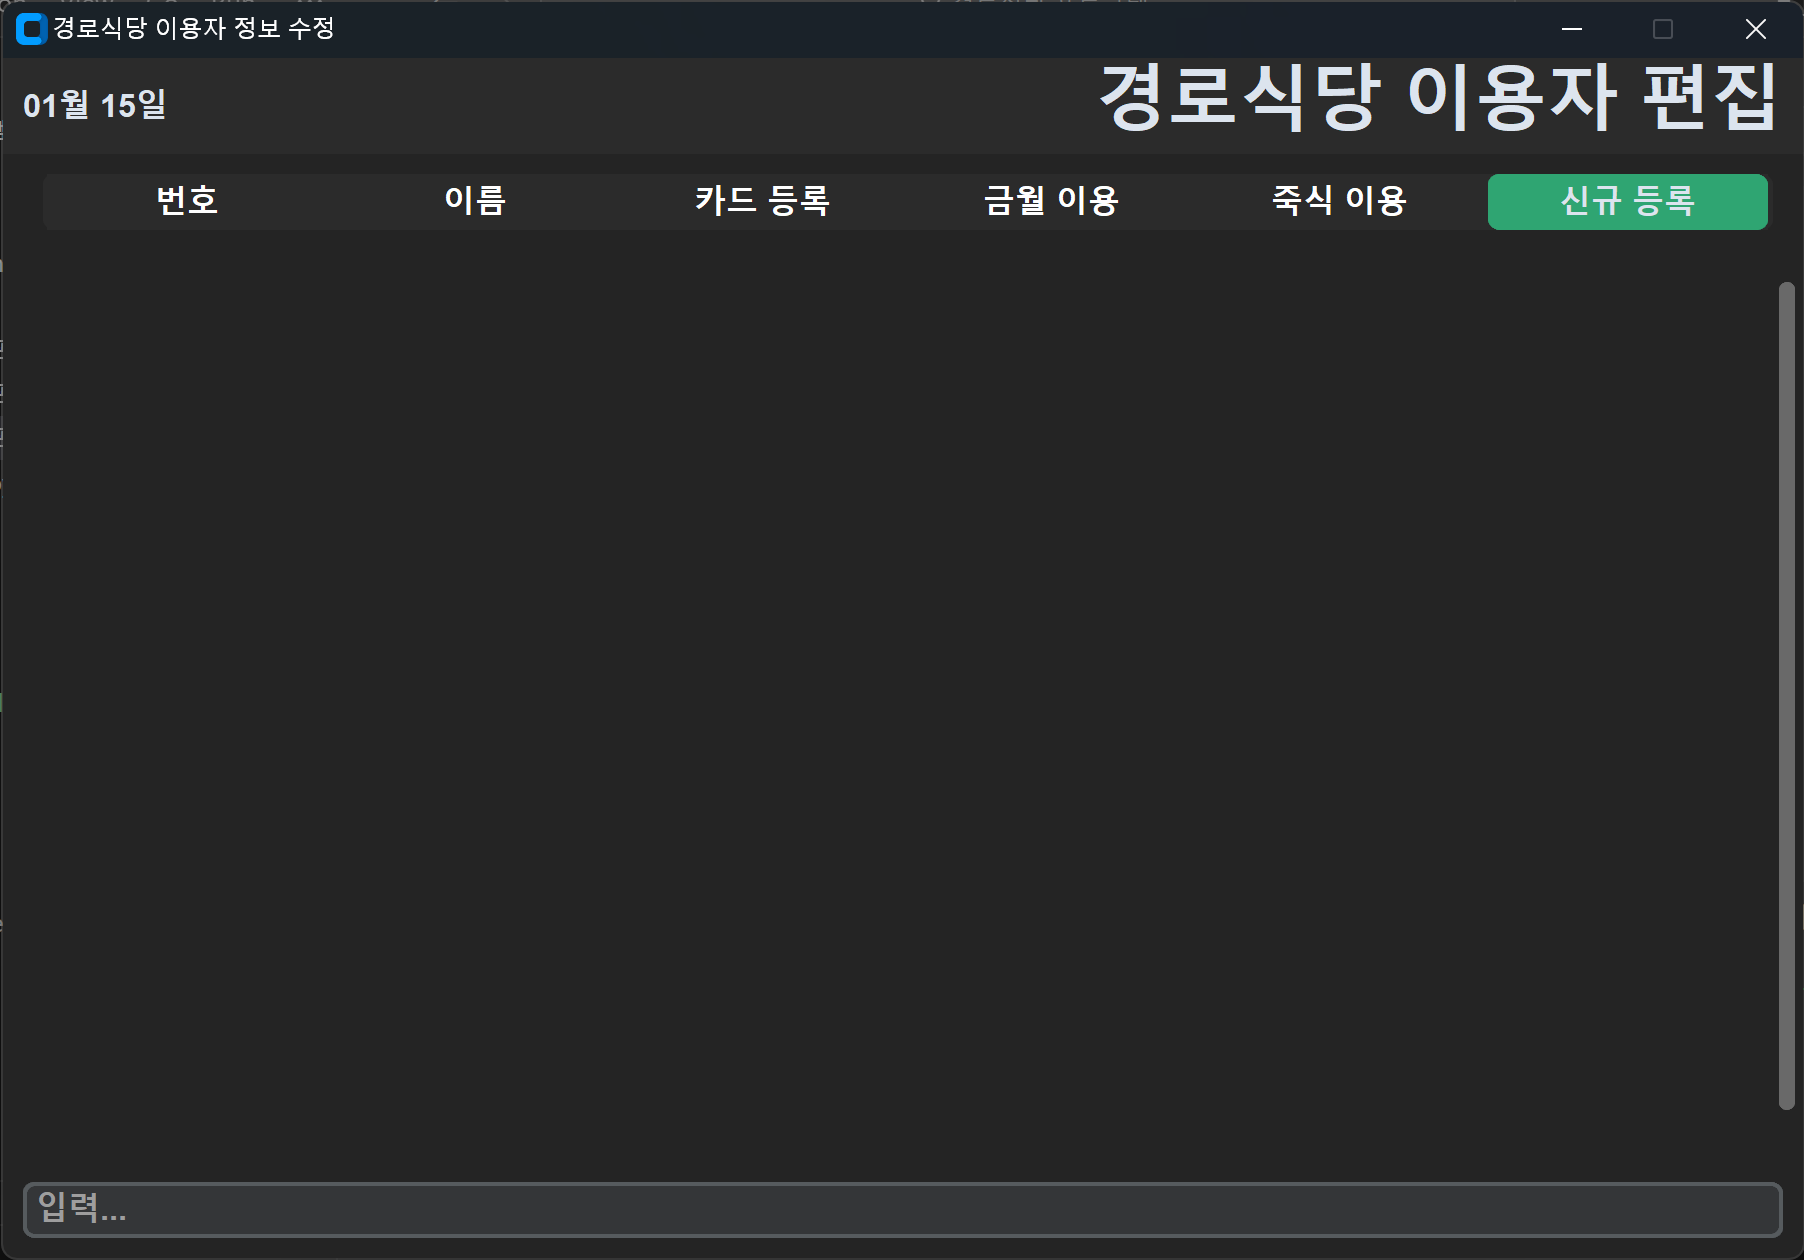 경로식당 이용자 정보 수정
01월 15일
경로식당 이용자 편집
번호 이름 카드 등록 금월 이용 죽식 이용 신규 등록
입력...